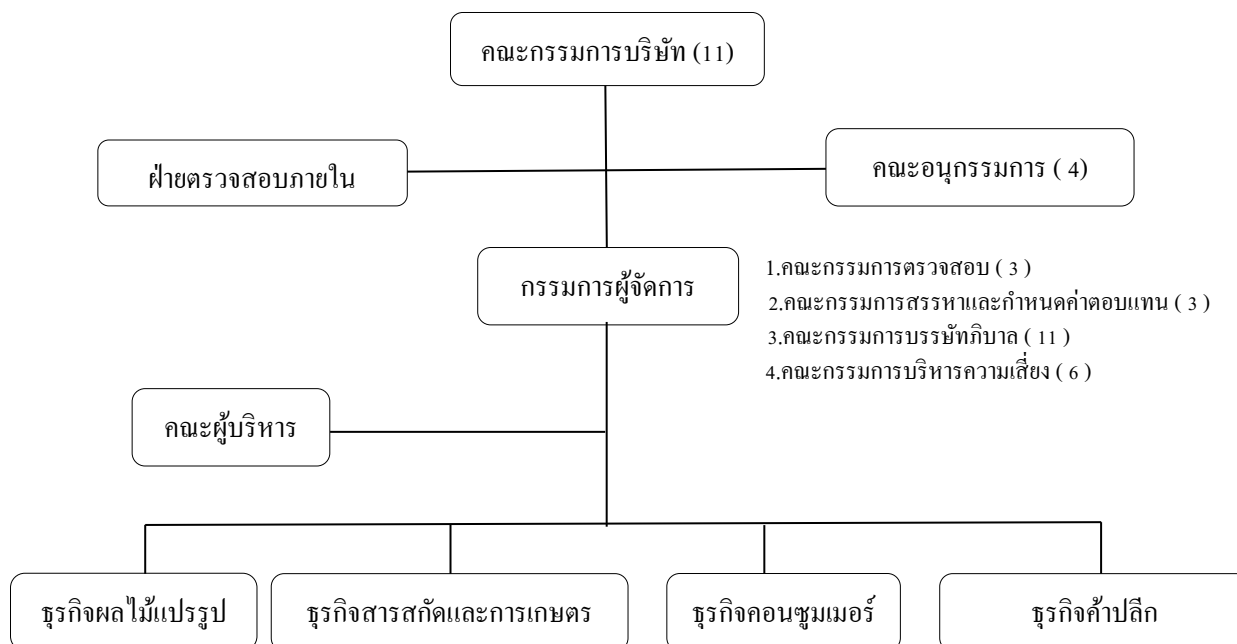 คณะกรรมการบริษัท (11)
ฝ่ายตรวจสอบภายใน
คณะอนุกรรมการ ( 4)
กรรมการผู้จัดการ
1.คณะกรรมการตรวจสอบ ( 3 )
2.คณะกรรมการสรรหาและกำหนดค่าตอบแทน ( 3 )
3.คณะกรรมการบรรษัทภิบาล ( 11 )
4.คณะกรรมการบริหารความเสี่ยง ( 6 )
คณะผู้บริหาร
ธุรกิจผลไม้แปรรูป
ธุรกิจสารสกัดและการเกษตร
ธุรกิจคอนซูมเมอร์
ธุรกิจค้าปลีก